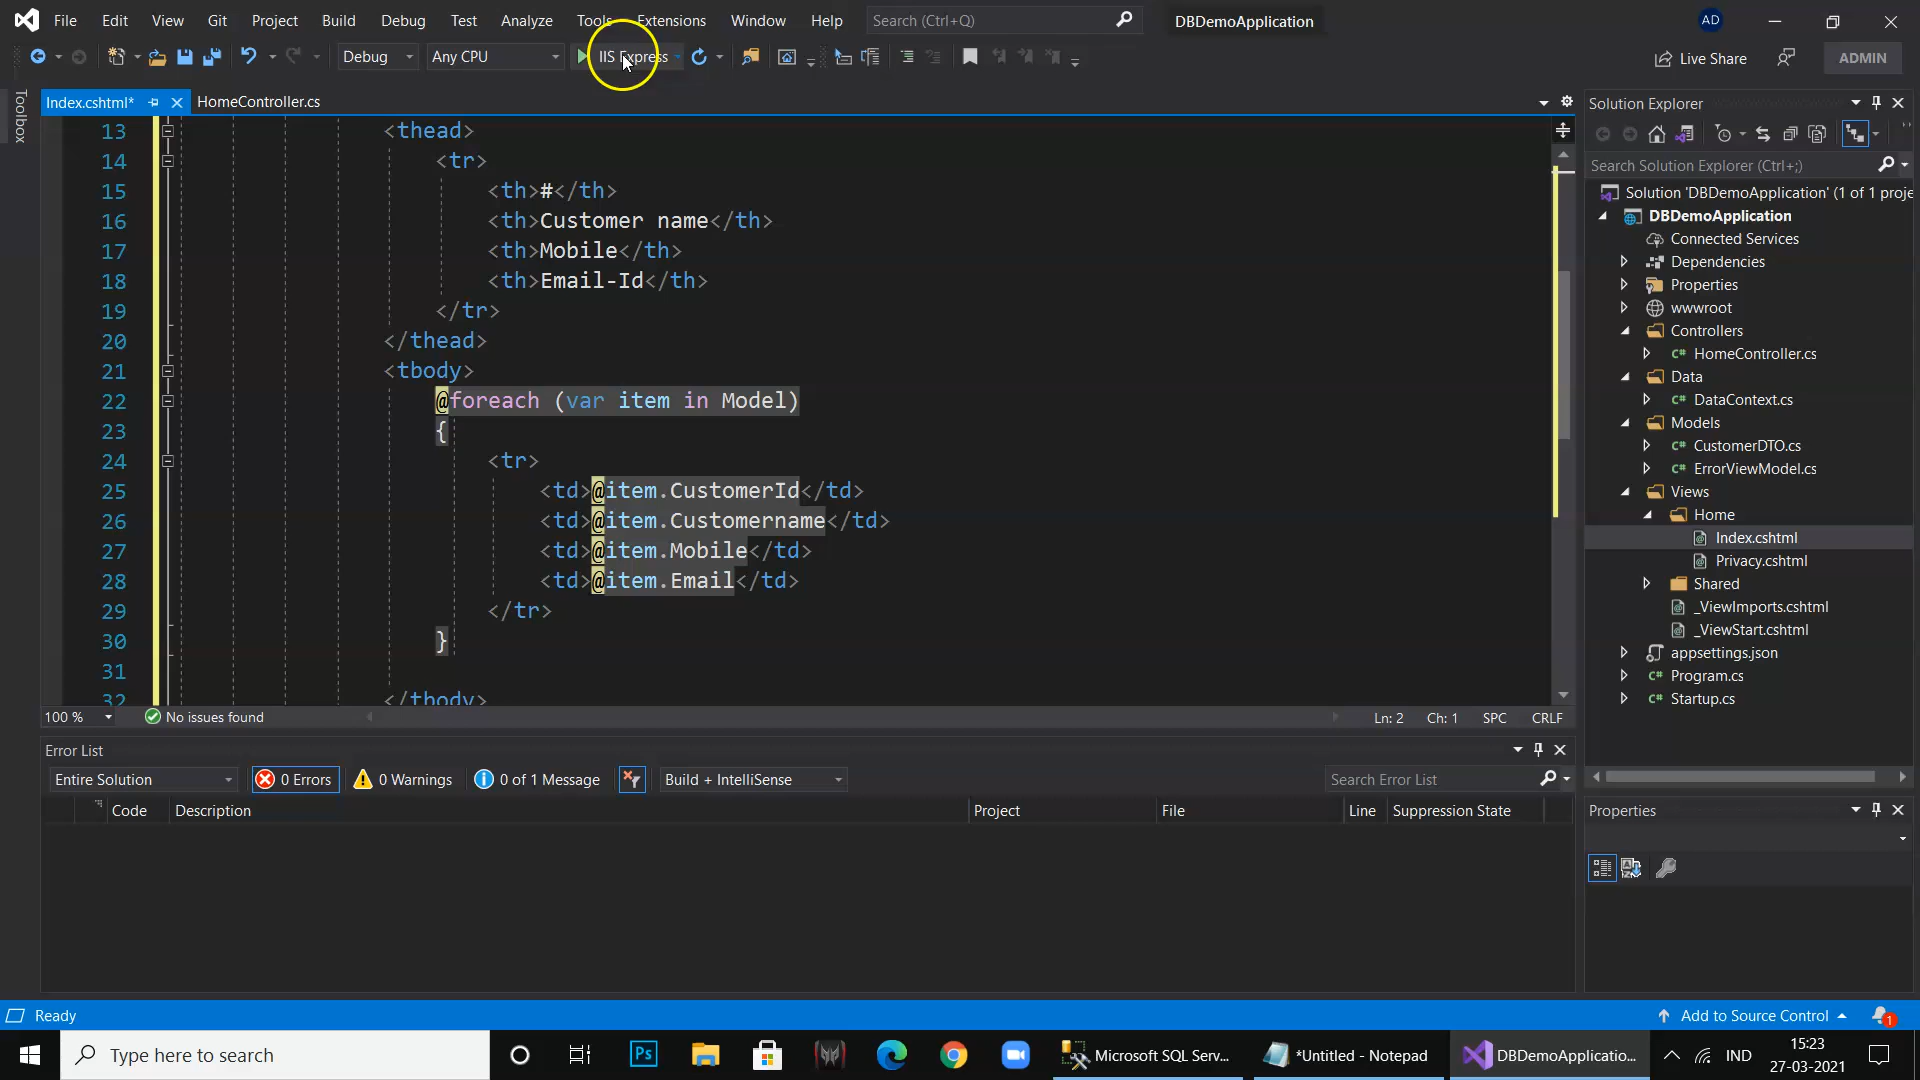 File Edit View Git Project Build Debug Test Analyze Tools Extensions Window Help Search (Ctrl+Q) DBDemoApplication AD
Debug Any CPU IIS Express Live Share ADMIN
Toolbox
Index.cshtml* HomeController.cs
13 <thead>
14 <tr>
15 <th>#</th>
16 <th>Customer name</th>
17 <th>Mobile</th>
18 <th>Email-Id</th>
19 </tr>
20 </thead>
21 <tbody>
22 @foreach (var item in Model)
23 {
24 <tr>
25 <td>@item.CustomerId</td>
26 <td>@item.Customername</td>
27 <td>@item.Mobile</td>
28 <td>@item.Email</td>
29 </tr>
30 }
31
32 </tbody>
100 % No issues found Ln: 2 Ch: 1 SPC CRLF
Solution Explorer
Search Solution Explorer (Ctrl+;)
Solution 'DBDemoApplication' (1 of 1 proje
DBDemoApplication
Connected Services
Dependencies
Properties
wwwroot
Controllers
C# HomeController.cs
Data
C# DataContext.cs
Models
C# CustomerDTO.cs
C# ErrorViewModel.cs
Views
Home
Index.cshtml
Privacy.cshtml
Shared
_ViewImports.cshtml
_ViewStart.cshtml
appsettings.json
C# Program.cs
C# Startup.cs
Error List
Entire Solution 0 Errors 0 Warnings 0 of 1 Message Build + IntelliSense Search Error List
Code Description Project File Line Suppression State
Properties
Ready Add to Source Control 1
Type here to search Ps Microsoft SQL Serv... *Untitled - Notepad DBDemoApplicatio... IND 15:23
27-03-2021